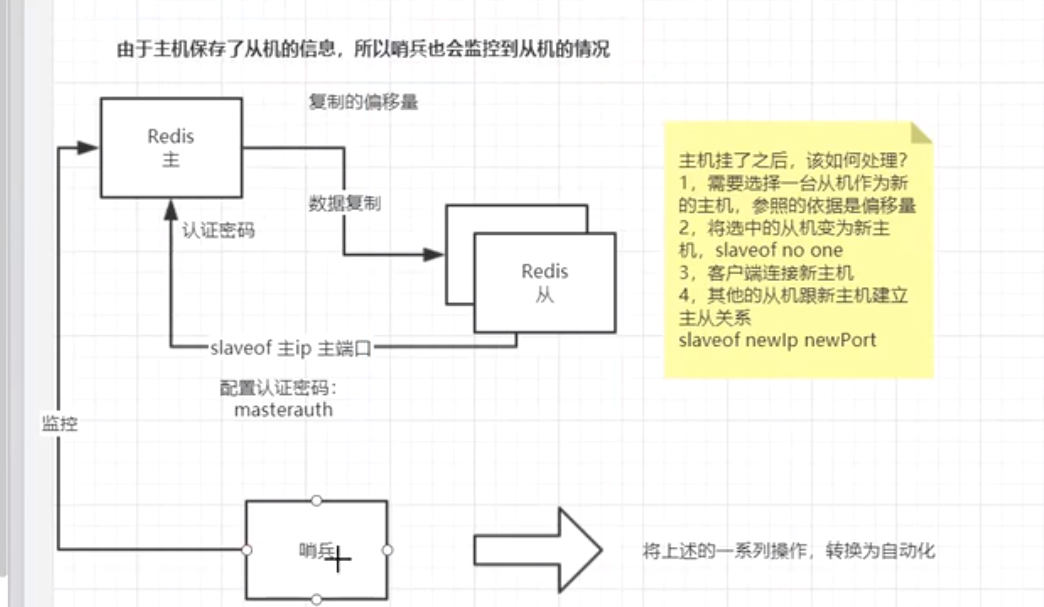 由于主机保存了从机的信息，所以哨兵也会监控到从机的情况
复制的偏移量
Redis
主
数据复制
认证密码
Redis
从
slaveof 主ip 主端口
配置认证密码：
masterauth
监控
哨兵
主机挂了之后，该如何处理？
1，需要选择一台从机作为新
的主机，参照的依据是偏移量
2，将选中的从机变为新主
机，slaveof no one
3，客户端连接新主机
4，其他的从机跟新主机建立
主从关系
slaveof newIp newPort
将上述的一系列操作，转换为自动化